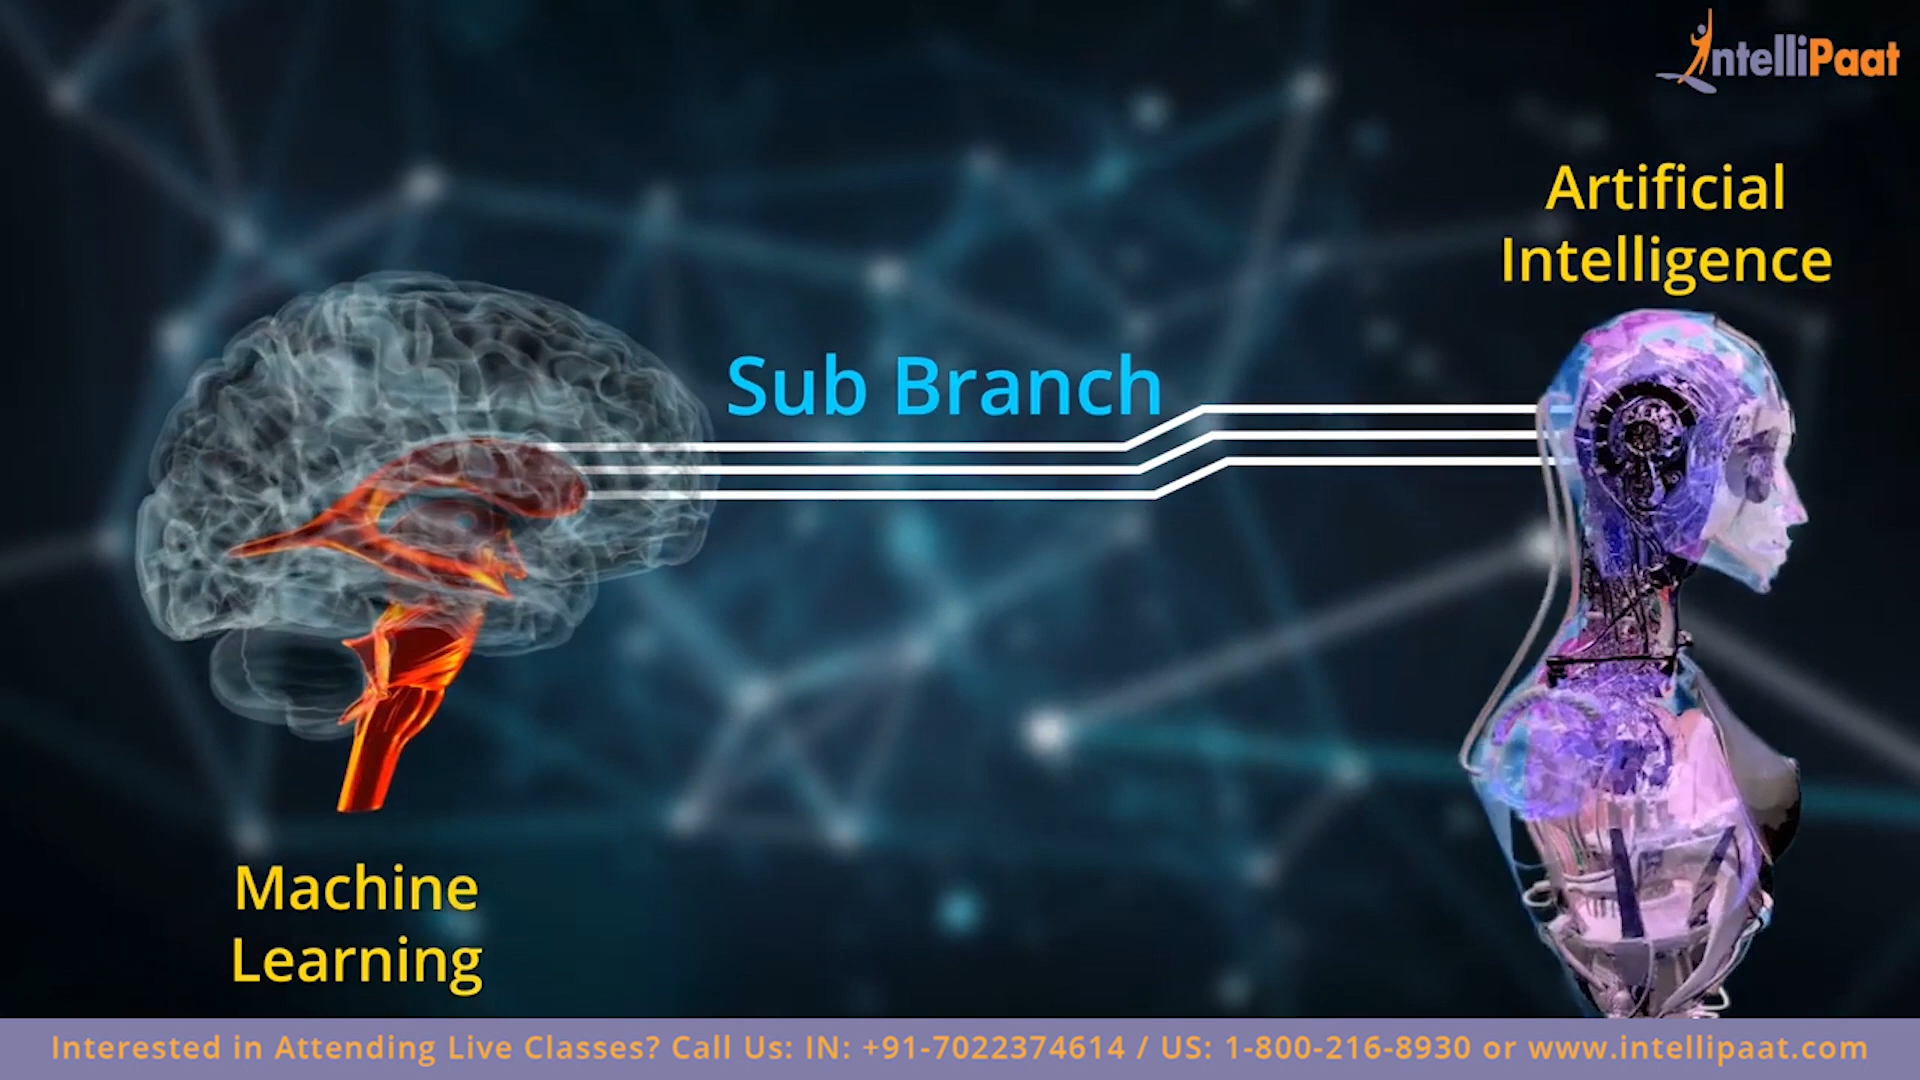 IntelliPaat
Artificial
Intelligence
Sub Branch
Machine
Learning
Interested in Attending Live Classes? Call Us: IN: +91-7022374614 / US: 1-800-216-8930 or www.intellipaat.com